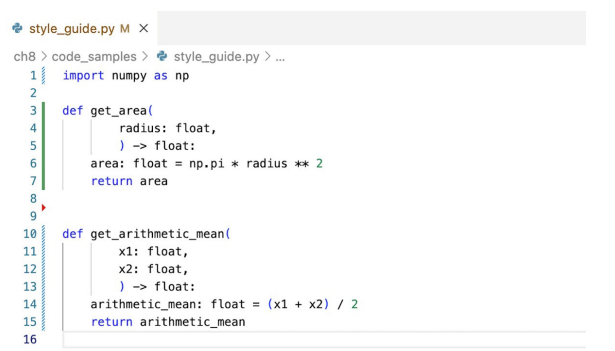 style_guide.py M ×
ch8 > code_samples > style_guide.py > ...
1 import numpy as np
2
3 def get_area(
4 radius: float,
5 ) -> float:
6 area: float = np.pi * radius ** 2
7 return area
8
9
10 def get_arithmetic_mean(
11 x1: float,
12 x2: float,
13 ) -> float:
14 arithmetic_mean: float = (x1 + x2) / 2
15 return arithmetic_mean
16